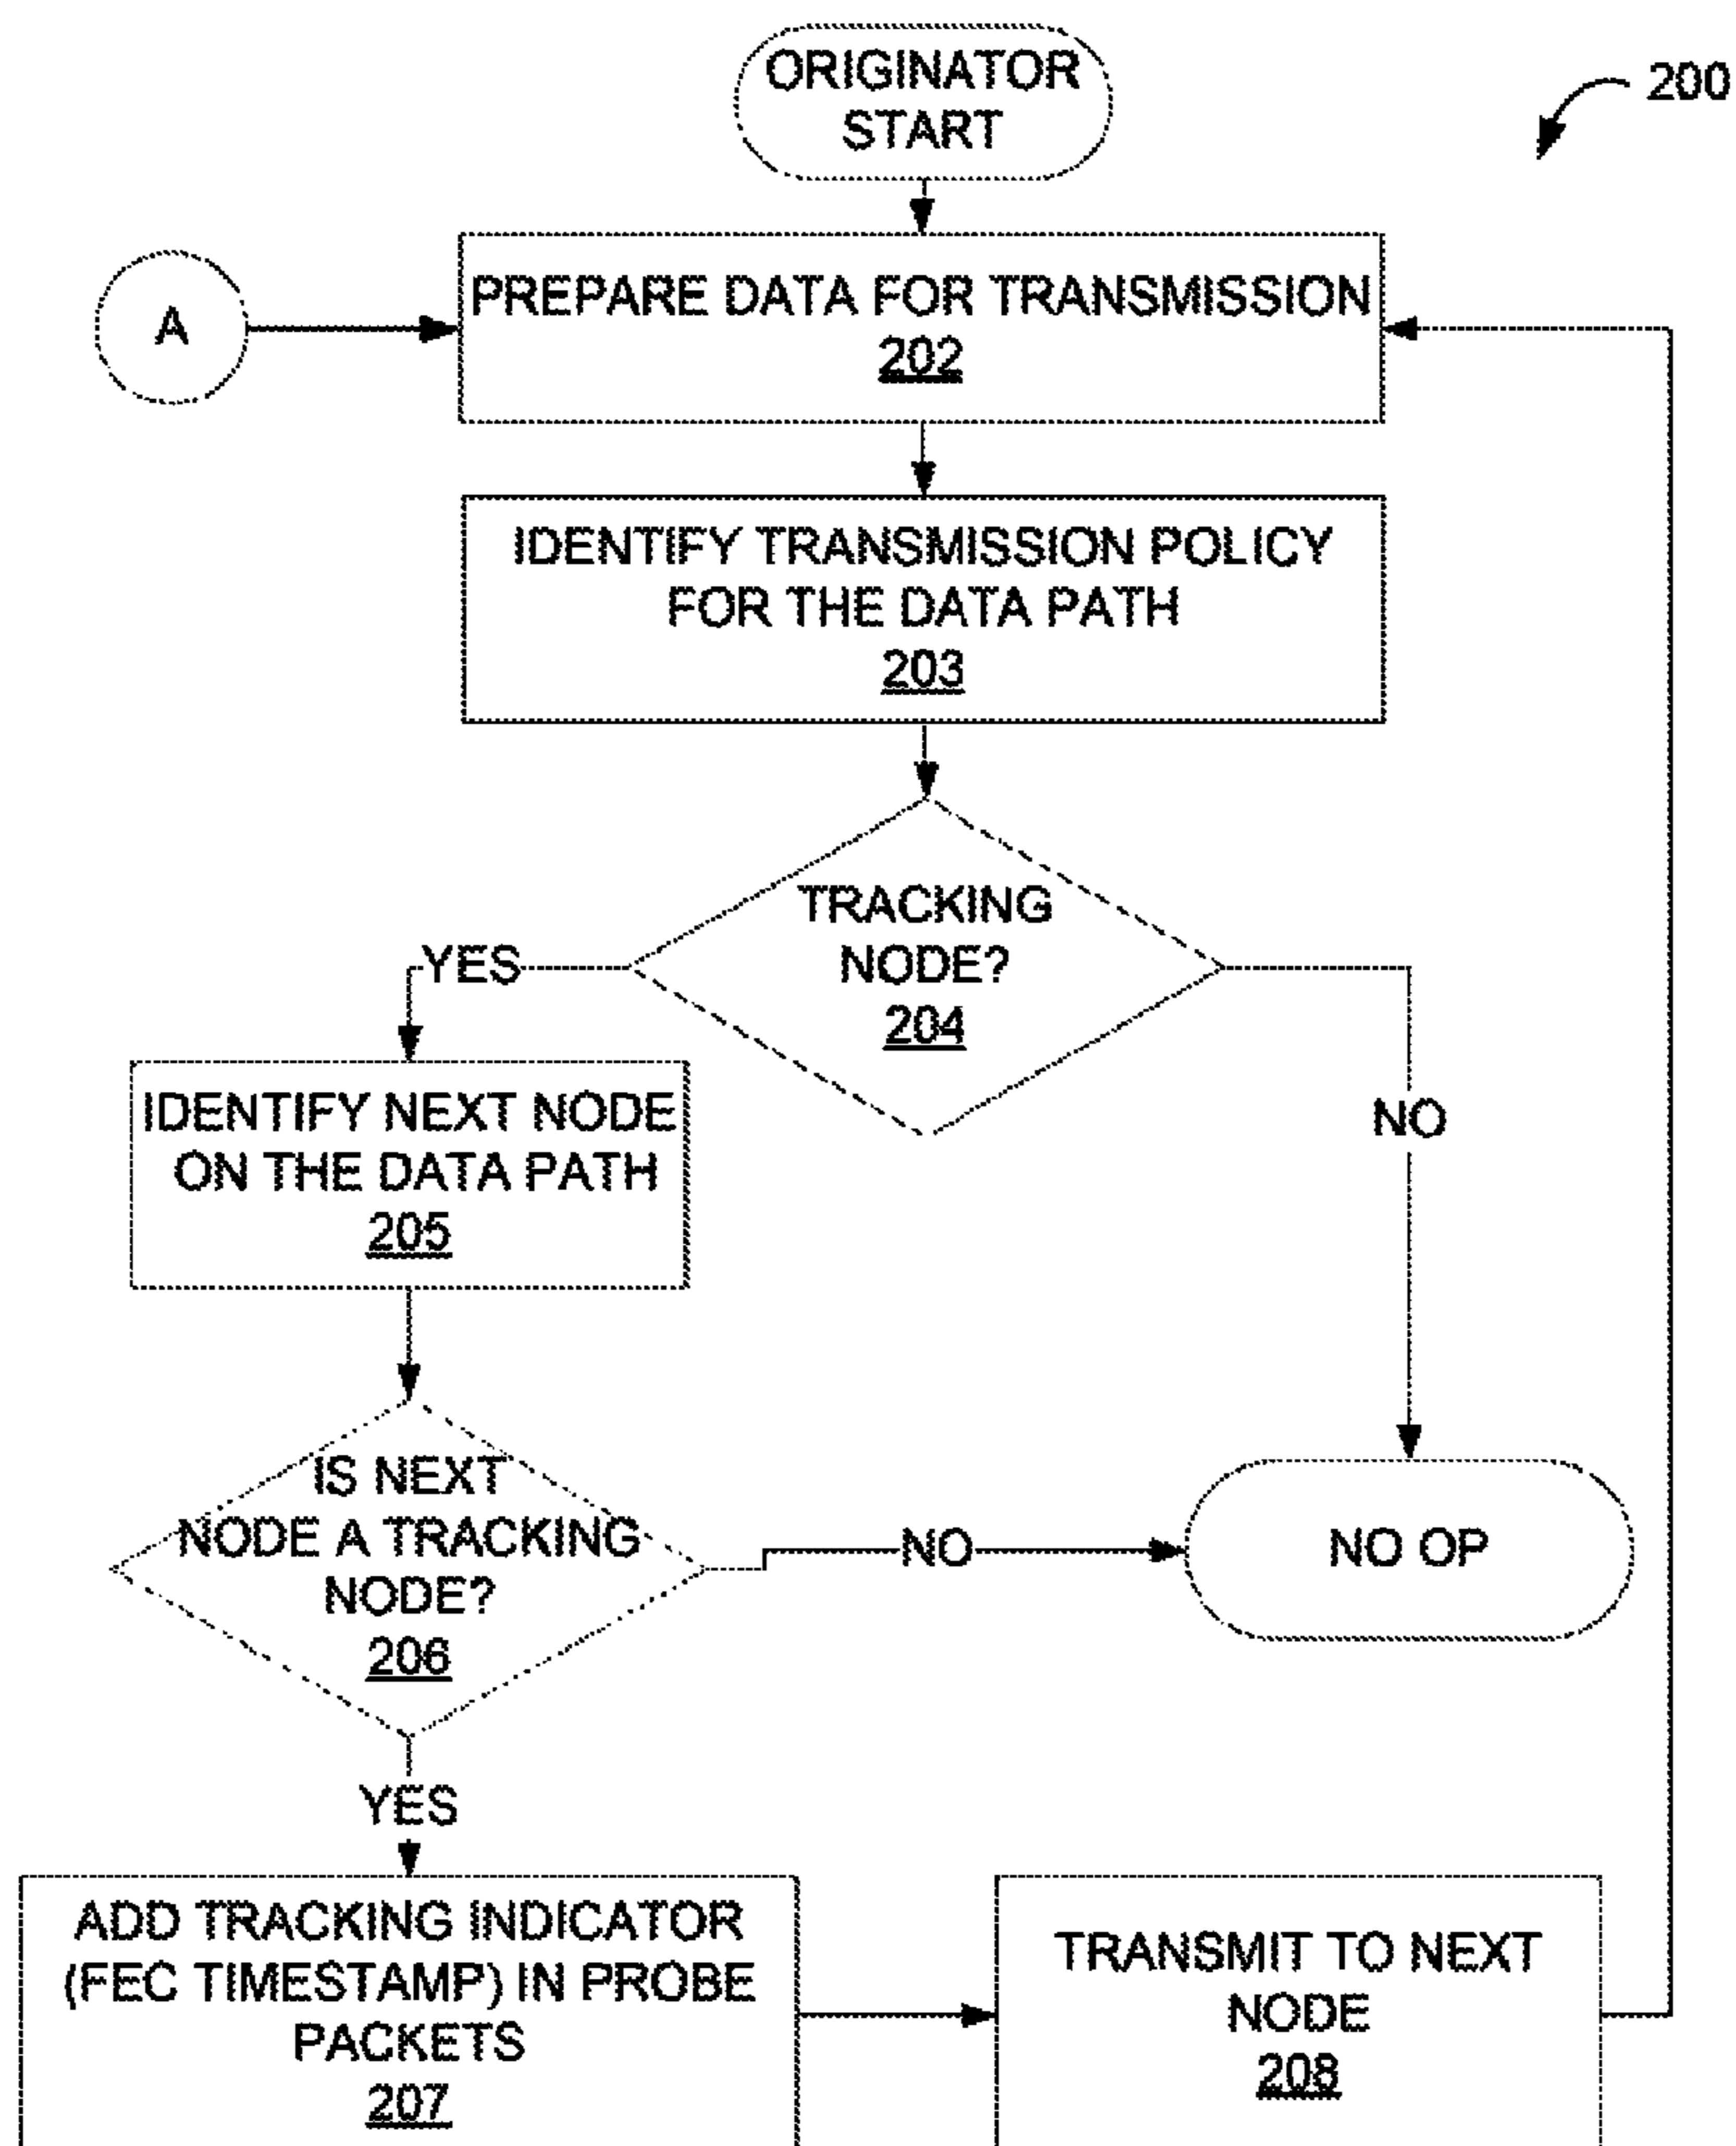 ORIGINATOR
START
200
A
PREPARE DATA FOR TRANSMISSION
202
IDENTIFY TRANSMISSION POLICY
FOR THE DATA PATH
203
TRACKING
NODE?
204
YES
NO
IDENTIFY NEXT NODE
ON THE DATA PATH
205
IS NEXT
NODE A TRACKING
NODE?
206
NO
NO OP
YES
ADD TRACKING INDICATOR
(FEC TIMESTAMP) IN PROBE
PACKETS
207
TRANSMIT TO NEXT
NODE
208